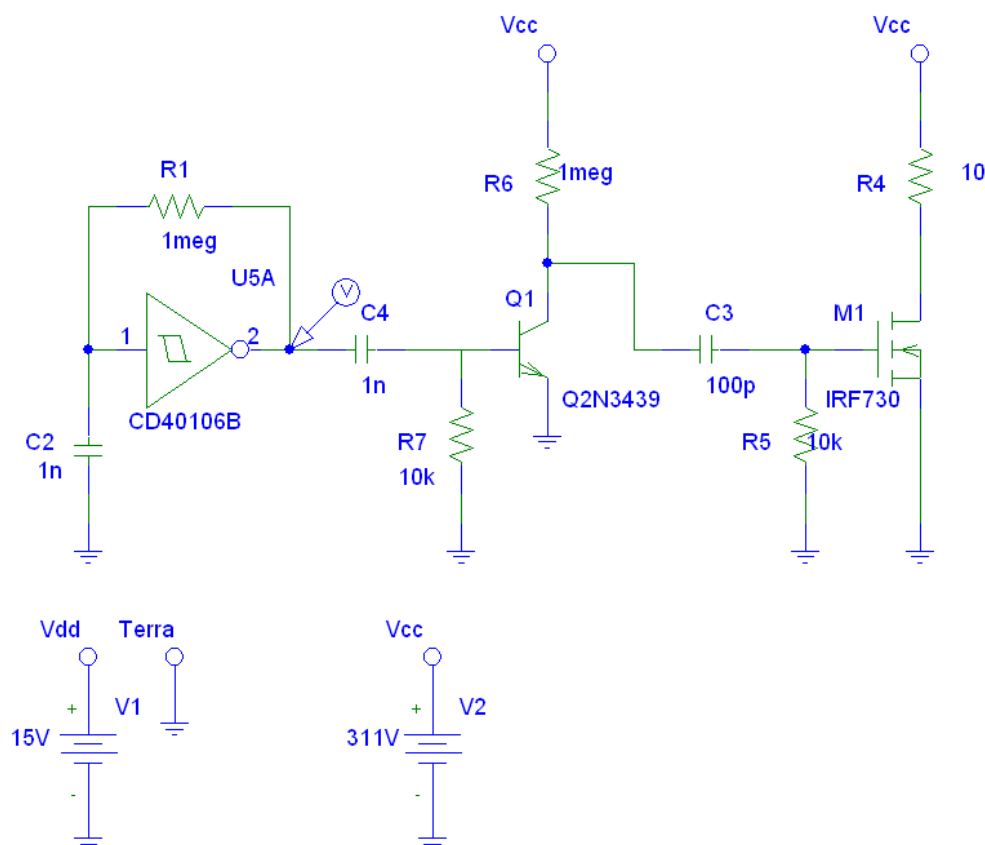 Vcc
Vcc
R1
1meg
R6
1meg
R4
10
U5A
V
1
2
C4
1n
Q1
C3
100p
M1
CD40106B
Q2N3439
IRF730
C2
1n
R7
10k
R5
10k
Vdd
Terra
Vcc
+
V1
15V
-
+
V2
311V
-